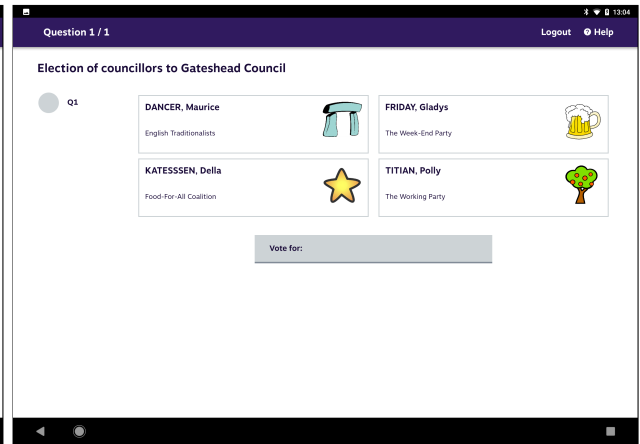 13:04
Question 1 / 1
Logout
Help
Election of councillors to Gateshead Council
Q1
DANCER, Maurice
English Traditionalists
FRIDAY, Gladys
The Week-End Party
KATESSSEN, Della
Food-For-All Coalition
TITIAN, Polly
The Working Party
Vote for: